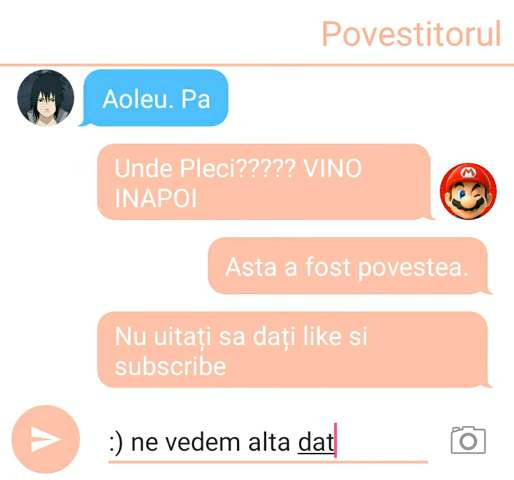 Povestitorul
Aoleu. Pa
Unde Pleci????? VINO
INAPOI
Asta a fost povestea.
Nu uitați sa dați like si
subscribe
:) ne vedem alta dat